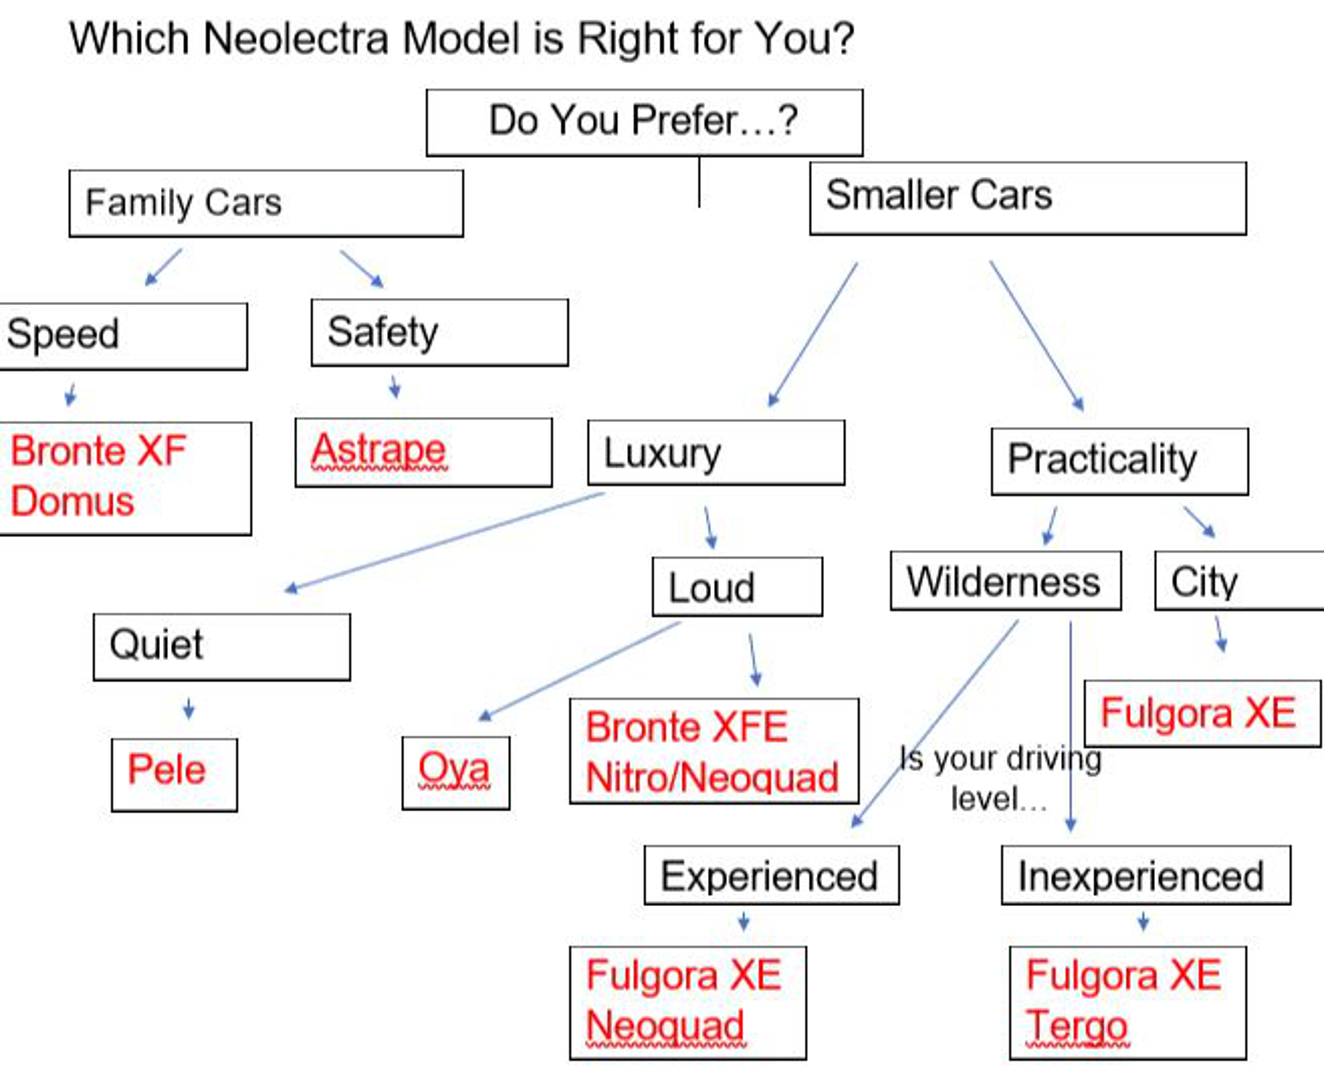 Which Neolectra Model is Right for You?
Do You Prefer...?
Family Cars
Smaller Cars
Speed
Safety
Bronte XF
Domus
Astrape
Luxury
Practicality
Quiet
Loud
Wilderness
City
Pele
Oya
Bronte XFE
Nitro/Neoquad
Fulgora XE
Is your driving
level...
Experienced
Inexperienced
Fulgora XE
Neoquad
Fulgora XE
Tergo